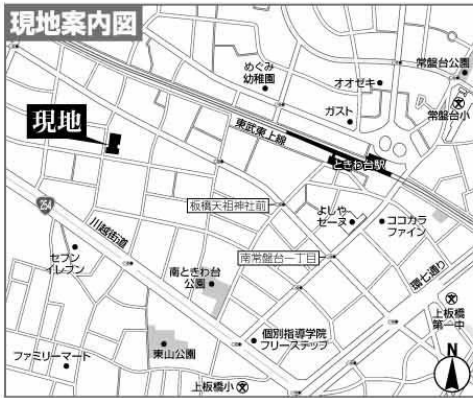 現地案内図
常盤台公園
めぐみ
幼稚園
オオゼキ
ガスト
常盤台小
現地
東武東上線
ときわ台駅
254
板橋天祖神社前
よしや
セーヌ
ココカラ
ファイン
川越街道
セブン
イレブン
南常盤台一丁目
環七通り
南ときわ台
公園
上板橋
第一中
個別指導学院
フリーステップ
東山公園
ファミリーマート
上板橋小
N